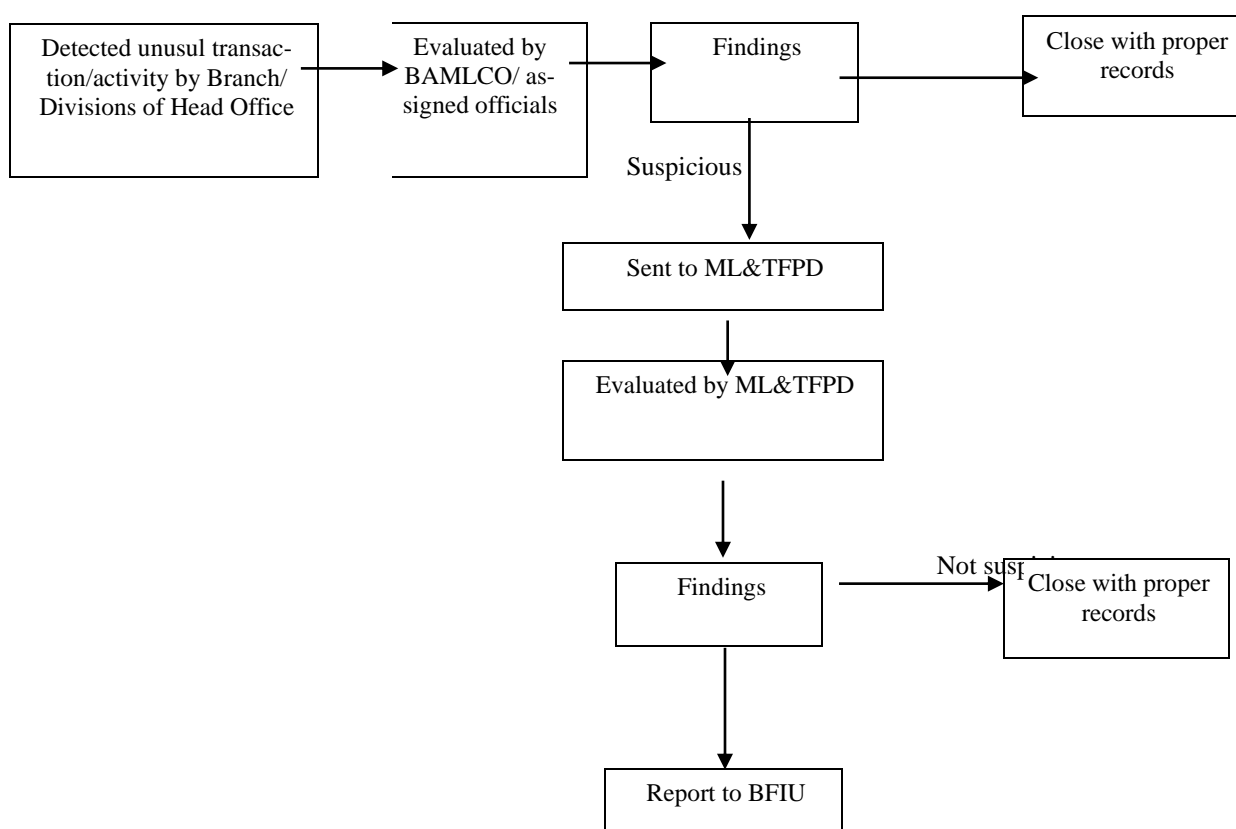 Detected unusul transac-
tion/activity by Branch/
Divisions of Head Office
Evaluated by
BAMLCO/ as-
signed officials
Findings
Close with proper
records
Suspicious
Sent to ML&TFPD
Evaluated by ML&TFPD
Findings
Not
Close with proper
records
Report to BFIU